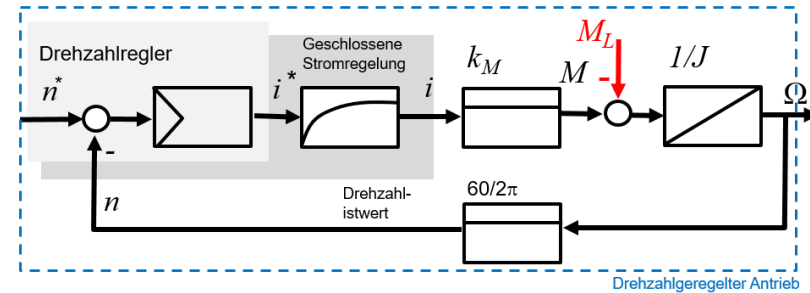 Drehzahlregler
Geschlossene
Stromregelung
n*
i*
i
k_M
M
M_L
-
1/J
Ω
-
n
Drehzahl-
istwert
60/2π
Drehzahlgeregelter Antrieb